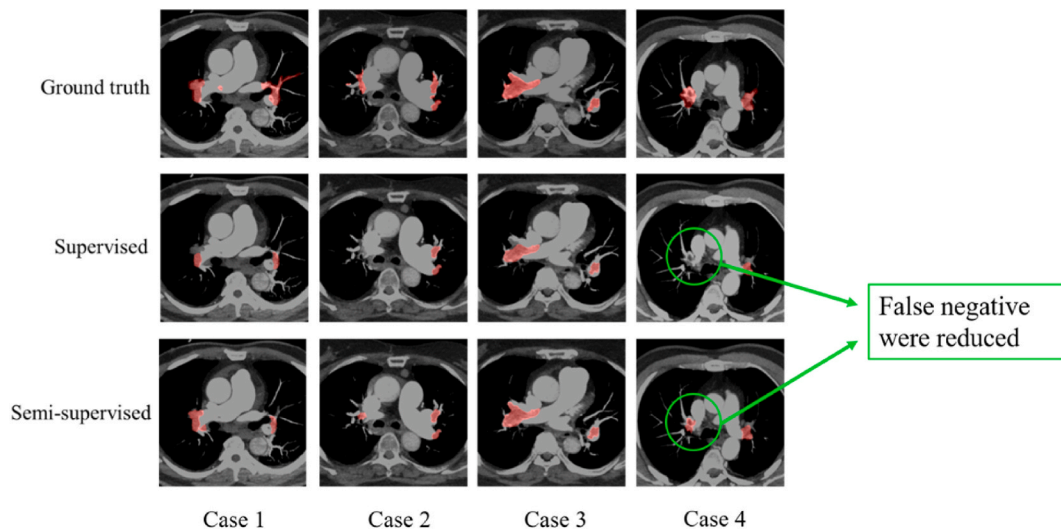 Ground truth
Supervised
False negative
were reduced
Semi-supervised
Case 1
Case 2
Case 3
Case 4